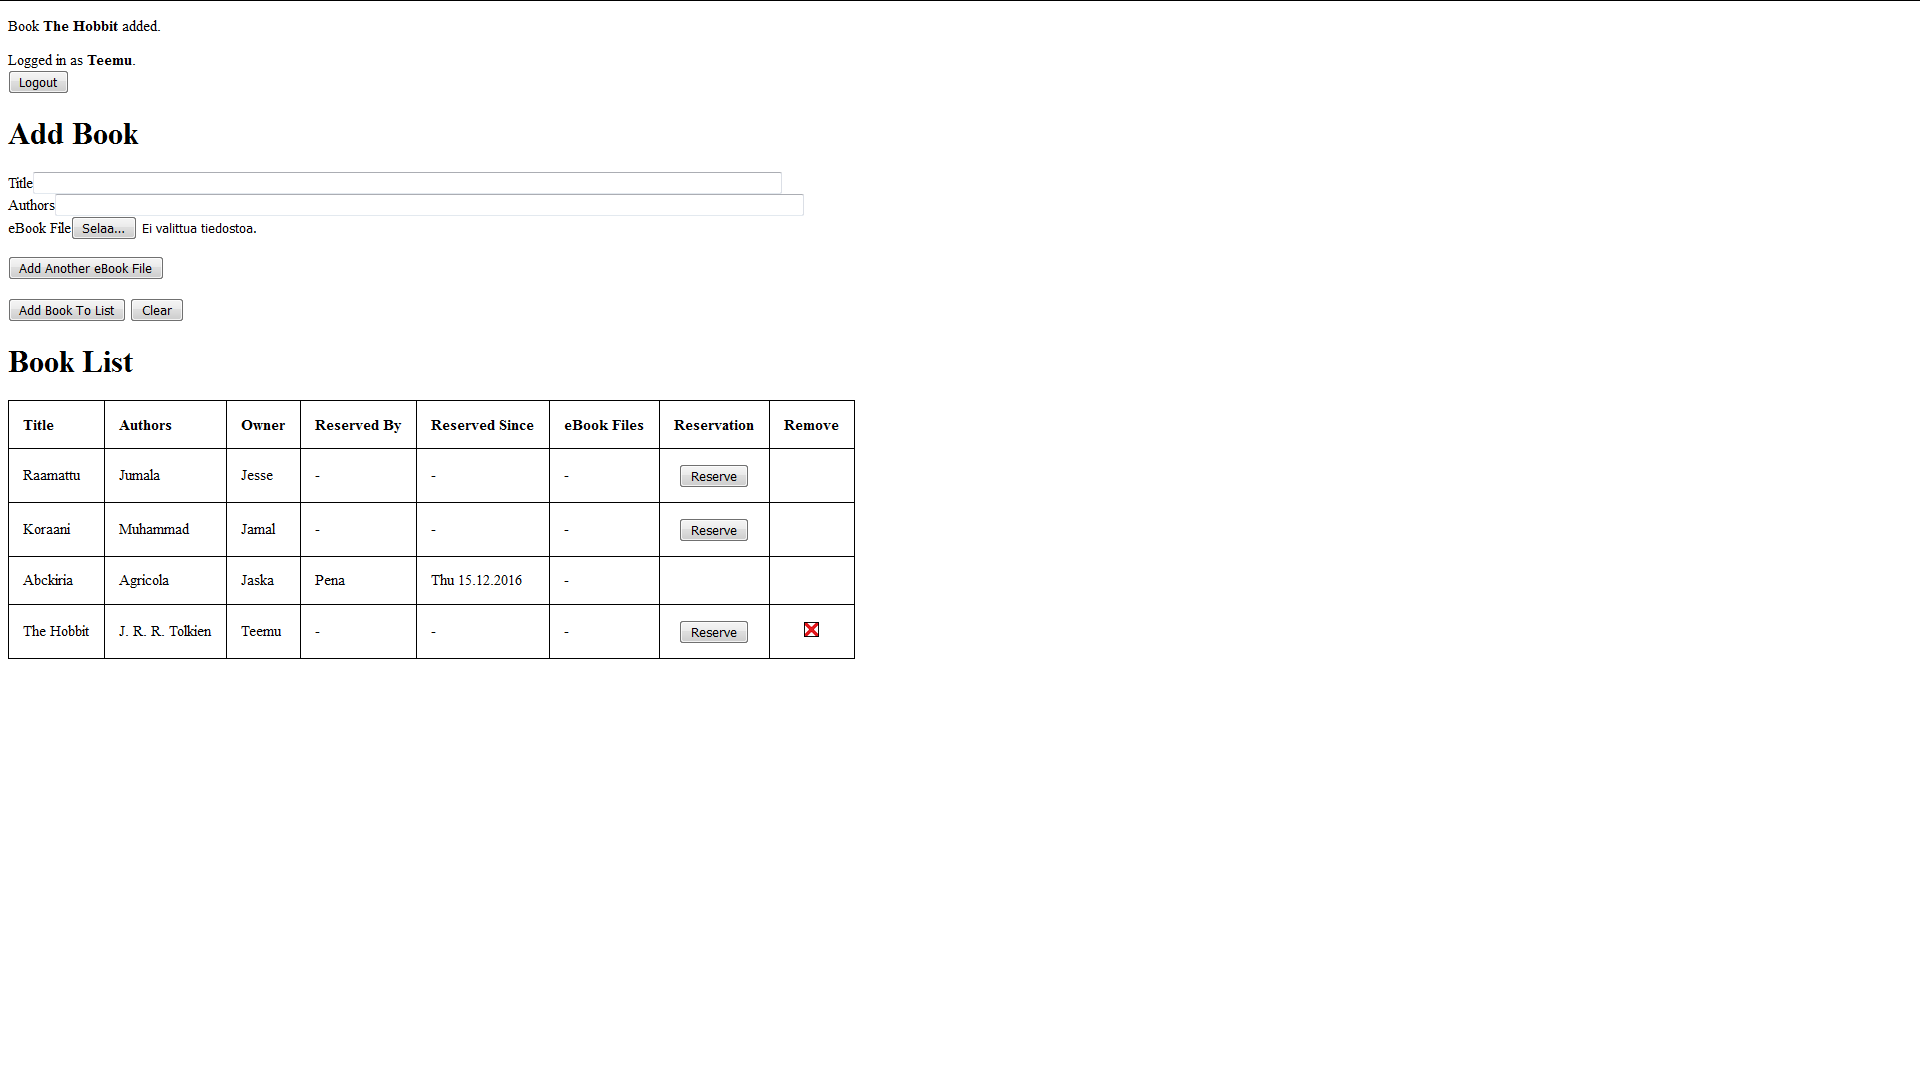 Book The Hobbit added.
Logged in as Teemu.
Logout
Add Book
Title
Authors
eBook File Selaa... Ei valittua tiedostoa.
Add Another eBook File
Add Book To List Clear
Book List
Title Authors Owner Reserved By Reserved Since eBook Files Reservation Remove
Raamattu Jumala Jesse - - - Reserve
Koraani Muhammad Jamal - - - Reserve
Abckiria Agricola Jaska Pena Thu 15.12.2016 -
The Hobbit J. R. R. Tolkien Teemu - - - Reserve